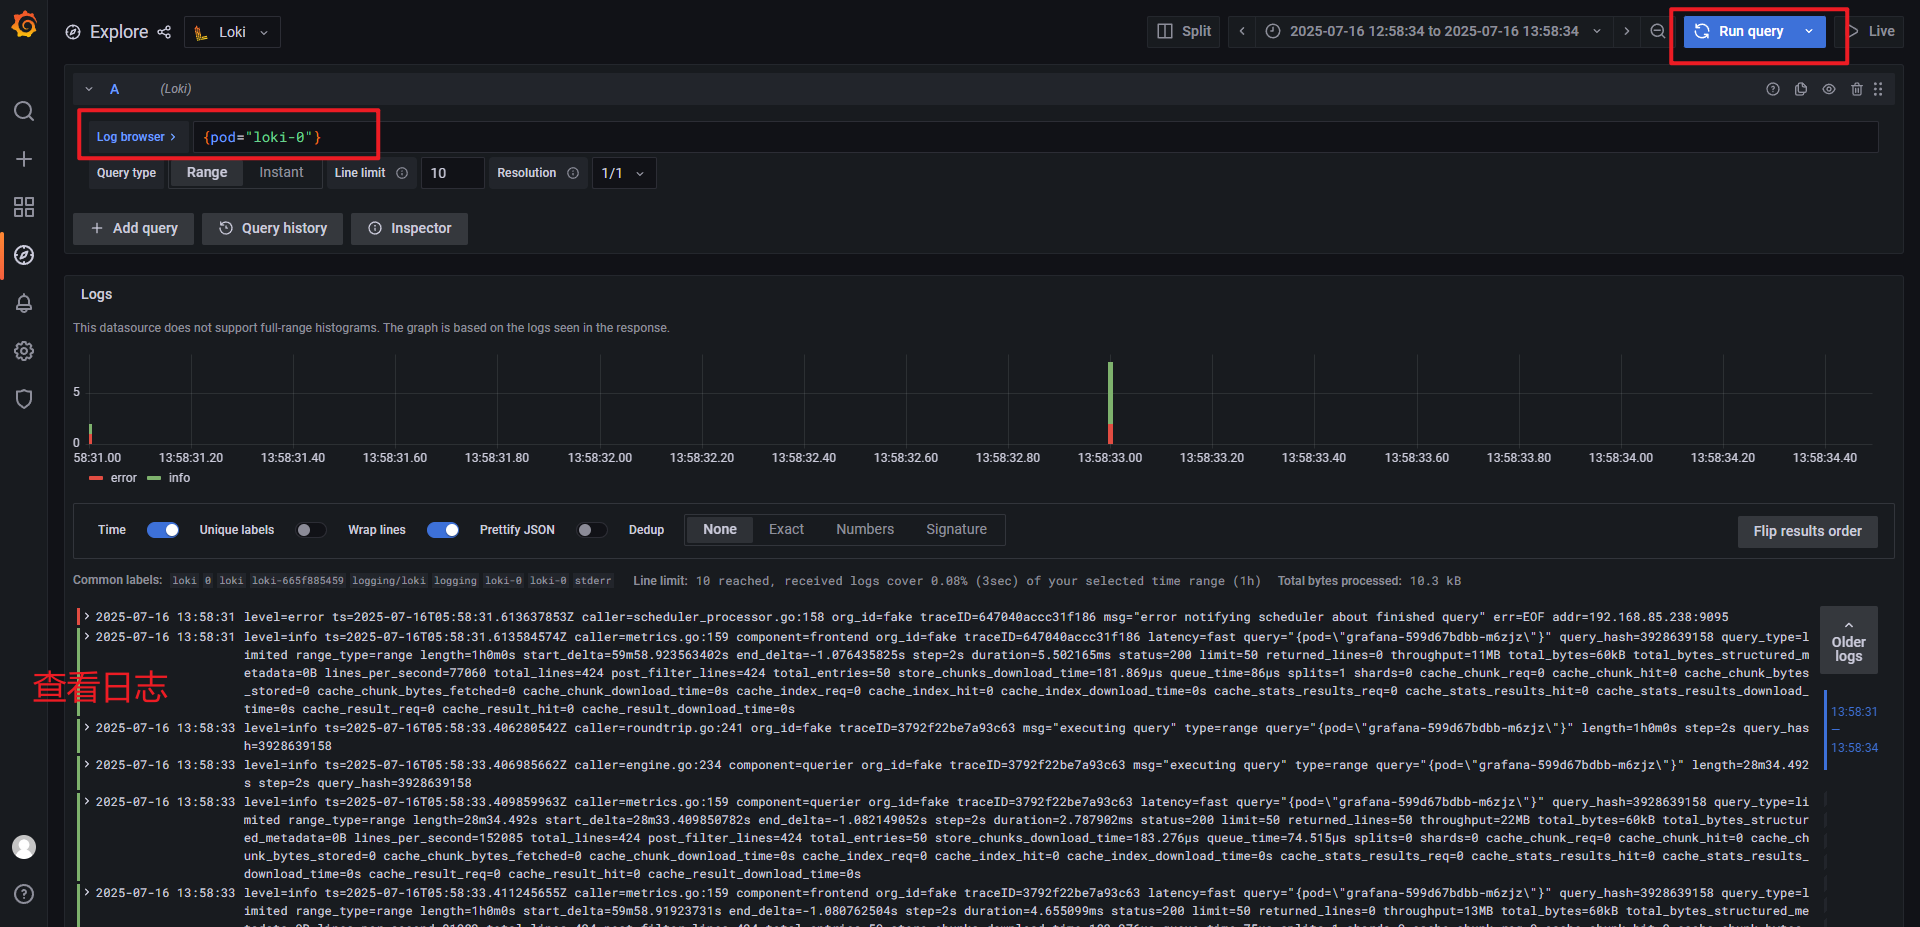 Explore
Loki
Split
2025-07-16 12:58:34 to 2025-07-16 13:58:34
Run query
Live
A
(Loki)
Log browser >
{pod="loki-0"}
Query type
Range
Instant
Line limit
10
Resolution
1/1
+ Add query
Query history
Inspector
Logs
This datasource does not support full-range histograms. The graph is based on the logs seen in the response.
5
0
58:31.00 13:58:31.20 13:58:31.40 13:58:31.60 13:58:31.80 13:58:32.00 13:58:32.20 13:58:32.40 13:58:32.60 13:58:32.80 13:58:33.00 13:58:33.20 13:58:33.40 13:58:33.60 13:58:33.80 13:58:34.00 13:58:34.20 13:58:34.40
error info
Time Unique labels Wrap lines Prettify JSON Dedup None Exact Numbers Signature
Flip results order
Common labels: loki 0 loki loki-665f885459 logging/loki logging loki-0 loki-0 stderr Line limit: 10 reached, received logs cover 0.08% (3sec) of your selected time range (1h) Total bytes processed: 10.3 kB
2025-07-16 13:58:31 level=error ts=2025-07-16T05:58:31.613637853Z caller=scheduler_processor.go:158 org_id=fake traceID=647040accc31f186 msg="error notifying scheduler about finished query" err=EOF addr=192.168.85.238:9095
2025-07-16 13:58:31 level=info ts=2025-07-16T05:58:31.613584574Z caller=metrics.go:159 component=frontend org_id=fake traceID=647040accc31f186 latency=fast query="{pod=\"grafana-599d67bdbb-m6zjz\"}" query_hash=3928639158 query_type=l
imited range_type=range length=1h0m0s start_delta=59m58.923563402s end_delta=-1.076435825s step=2s duration=5.502165ms status=200 limit=50 returned_lines=0 throughput=11MB total_bytes=60kB total_bytes_structured_m
etadata=0B lines_per_second=77060 total_lines=424 post_filter_lines=424 total_entries=50 store_chunks_download_time=181.869µs queue_time=86µs splits=1 shards=0 cache_chunk_req=0 cache_chunk_hit=0 cache_chunk_bytes
_stored=0 cache_chunk_bytes_fetched=0 cache_chunk_download_time=0s cache_index_req=0 cache_index_hit=0 cache_index_download_time=0s cache_stats_results_req=0 cache_stats_results_hit=0 cache_stats_results_download_
time=0s cache_result_req=0 cache_result_hit=0 cache_result_download_time=0s
查看日志
2025-07-16 13:58:33 level=info ts=2025-07-16T05:58:33.406280542Z caller=roundtrip.go:241 org_id=fake traceID=3792f22be7a93c63 msg="executing query" type=range query="{pod=\"grafana-599d67bdbb-m6zjz\"}" length=1h0m0s step=2s query_has
h=3928639158
2025-07-16 13:58:33 level=info ts=2025-07-16T05:58:33.406985662Z caller=engine.go:234 component=querier org_id=fake traceID=3792f22be7a93c63 msg="executing query" type=range query="{pod=\"grafana-599d67bdbb-m6zjz\"}" length=28m34.492
s step=2s query_hash=3928639158
2025-07-16 13:58:33 level=info ts=2025-07-16T05:58:33.409859963Z caller=metrics.go:159 component=querier org_id=fake traceID=3792f22be7a93c63 latency=fast query="{pod=\"grafana-599d67bdbb-m6zjz\"}" query_hash=3928639158 query_type=li
mited range_type=range length=28m34.492s start_delta=28m33.409850782s end_delta=-1.082149052s step=2s duration=2.787902ms status=200 limit=50 returned_lines=50 throughput=22MB total_bytes=60kB total_bytes_structur
ed_metadata=0B lines_per_second=152085 total_lines=424 post_filter_lines=424 total_entries=50 store_chunks_download_time=183.276µs queue_time=74.515µs splits=0 shards=0 cache_chunk_req=0 cache_chunk_hit=0 cache_ch
unk_bytes_stored=0 cache_chunk_bytes_fetched=0 cache_chunk_download_time=0s cache_index_req=0 cache_index_hit=0 cache_index_download_time=0s cache_stats_results_req=0 cache_stats_results_hit=0 cache_stats_results_
download_time=0s cache_result_req=0 cache_result_hit=0 cache_result_download_time=0s
2025-07-16 13:58:33 level=info ts=2025-07-16T05:58:33.411245655Z caller=metrics.go:159 component=frontend org_id=fake traceID=3792f22be7a93c63 latency=fast query="{pod=\"grafana-599d67bdbb-m6zjz\"}" query_hash=3928639158 query_type=l
imited range_type=range length=1h0m0s start_delta=59m58.91923731s end_delta=-1.080762504s step=2s duration=4.655099ms status=200 limit=50 returned_lines=0 throughput=13MB total_bytes=60kB total_bytes_structured_me
Older
logs
13:58:31
—
13:58:34